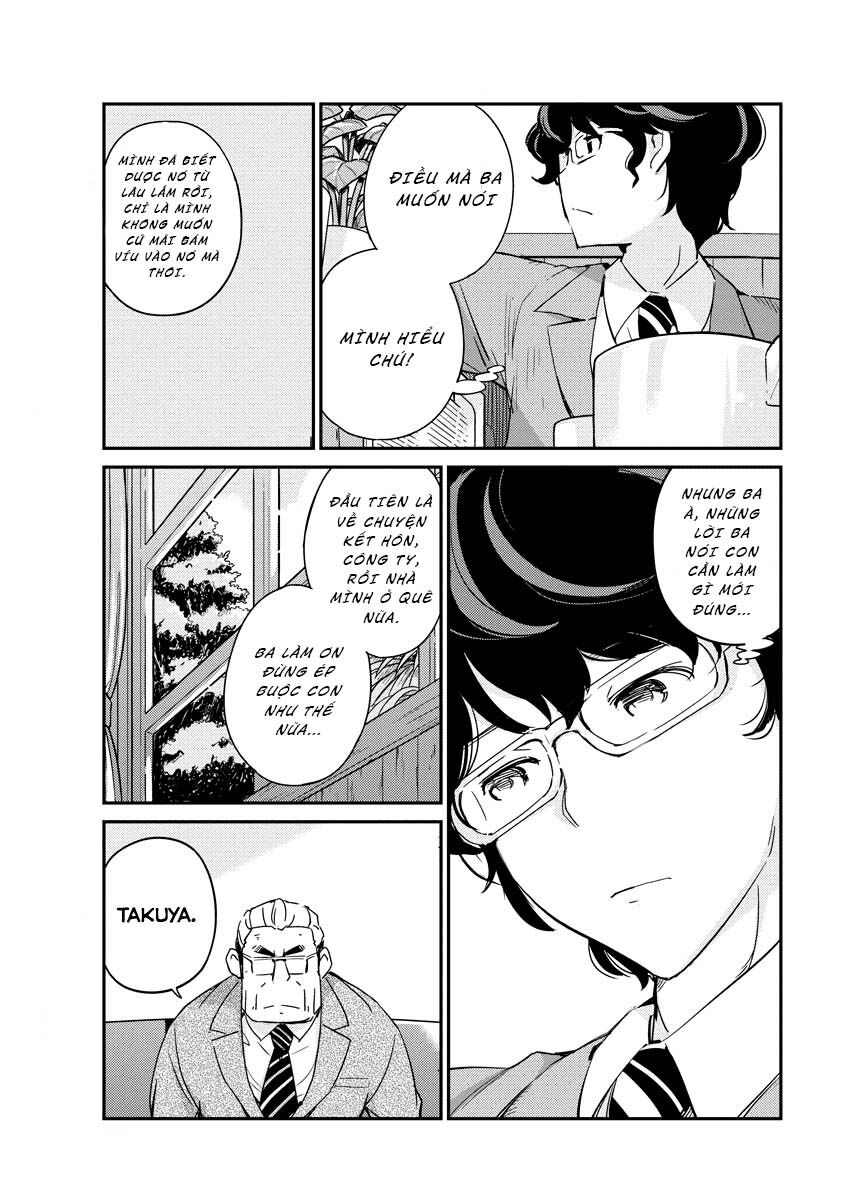 ĐIỀU MÀ BA
MUỐN NÓI
MÌNH HIỂU
CHỨ!
MÌNH ĐÃ BIẾT
ĐƯỢC NÓ TỪ
LÂU LẮM RỒI,
CHỈ LÀ MÌNH
KHÔNG MUỐN
CỨ MÃI BÁM
VÍU VÀO NÓ MÀ
THÔI.
NHƯNG BA
À, NHỮNG
LỜI BA
NÓI CON
CẦN LÀM
GÌ MỚI
ĐÚNG...
ĐẦU TIÊN LÀ
VỀ CHUYỆN
KẾT HÔN,
CÔNG TY,
RỒI NHÀ
MÌNH Ở QUÊ
NỮA.
BA LÀM ƠN
ĐỪNG ÉP
BUỘC CON
NHƯ THẾ
NỮA...
TAKUYA.